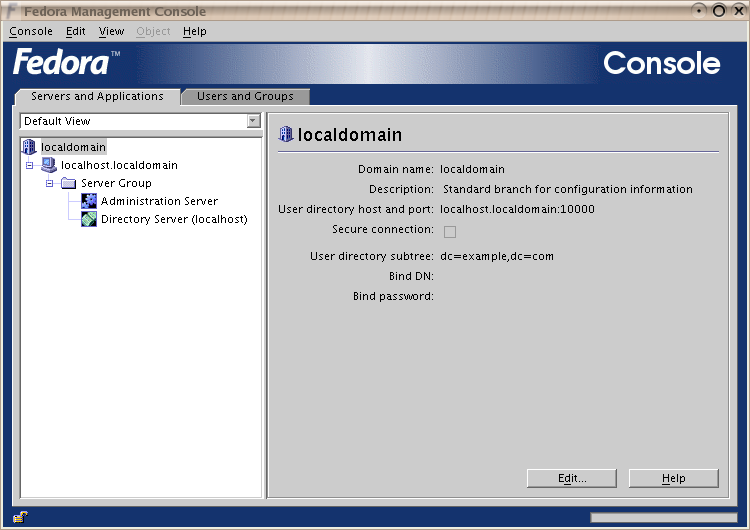 Fedora Management Console
Console Edit View Object Help
Fedora™ Console
Servers and Applications Users and Groups
Default View
localdomain
localhost.localdomain
Server Group
Administration Server
Directory Server (localhost)
localdomain
Domain name: localdomain
Description: Standard branch for configuration information
User directory host and port: localhost.localdomain:10000
Secure connection:
User directory subtree: dc=example,dc=com
Bind DN:
Bind password:
Edit... Help